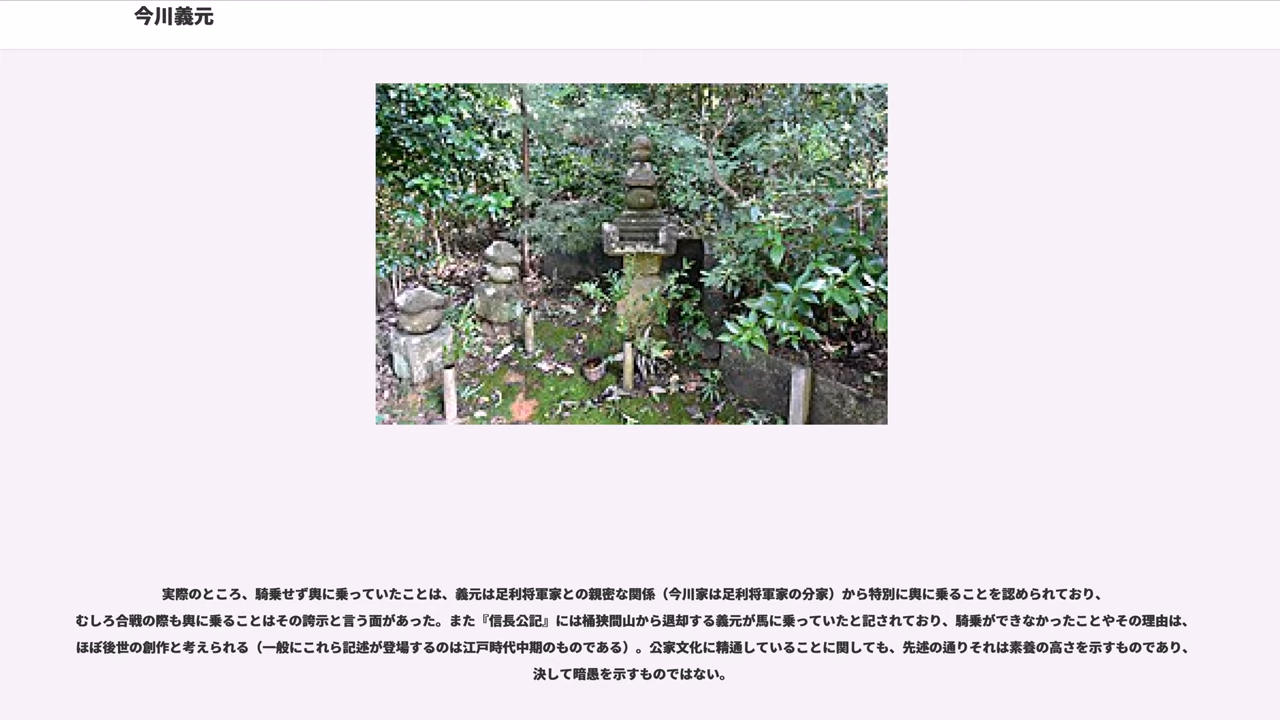 今川義元
実際のところ、騎乗せず輿に乗っていたことは、義元は足利将軍家との親密な関係（今川家は足利将軍家の分家）から特別に輿に乗ることを認められており、
むしろ合戦の際も輿に乗ることはその誇示と言う面があった。また『信長公記』には桶狭間山から退却する義元が馬に乗っていたと記されており、騎乗ができなかったことやその理由は、
ほぼ後世の創作と考えられる（一般にこれら記述が登場するのは江戸時代中期のものである）。公家文化に精通していることに関しても、先述の通りそれは素養の高さを示すものであり、
決して暗愚を示すものではない。